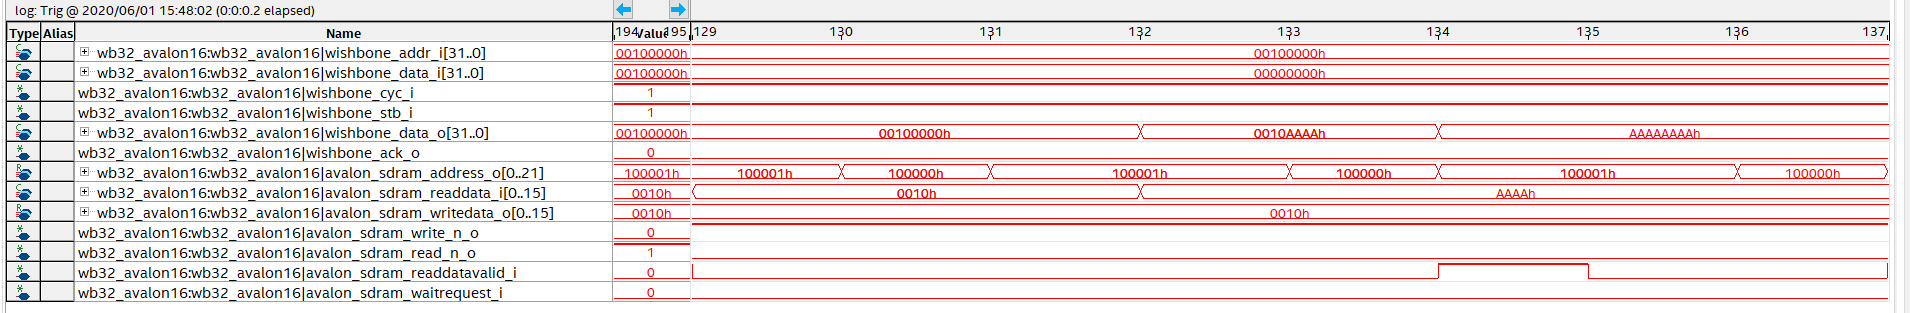 log: Trig @ 2020/06/01 15:48:02 (0:0:0.2 elapsed)
Type Alias Name 194 Value 195 129 130 131 132 133 134 135 136 137
wb32_avalon16:wb32_avalon16|wishbone_addr_i[31..0] 00100000h 00100000h
wb32_avalon16:wb32_avalon16|wishbone_data_i[31..0] 00100000h 00000000h
wb32_avalon16:wb32_avalon16|wishbone_cyc_i 1
wb32_avalon16:wb32_avalon16|wishbone_stb_i 1
wb32_avalon16:wb32_avalon16|wishbone_data_o[31..0] 00100000h 00100000h 0010AAAAh AAAAAAAAh
wb32_avalon16:wb32_avalon16|wishbone_ack_o 0
wb32_avalon16:wb32_avalon16|avalon_sdram_address_o[0..21] 100001h 100001h 100000h 100001h 100000h 100001h 100000h
wb32_avalon16:wb32_avalon16|avalon_sdram_readdata_i[0..15] 0010h 0010h AAAAh
wb32_avalon16:wb32_avalon16|avalon_sdram_writedata_o[0..15] 0010h 0010h
wb32_avalon16:wb32_avalon16|avalon_sdram_write_n_o 0
wb32_avalon16:wb32_avalon16|avalon_sdram_read_n_o 1
wb32_avalon16:wb32_avalon16|avalon_sdram_readdatavalid_i 0
wb32_avalon16:wb32_avalon16|avalon_sdram_waitrequest_i 0